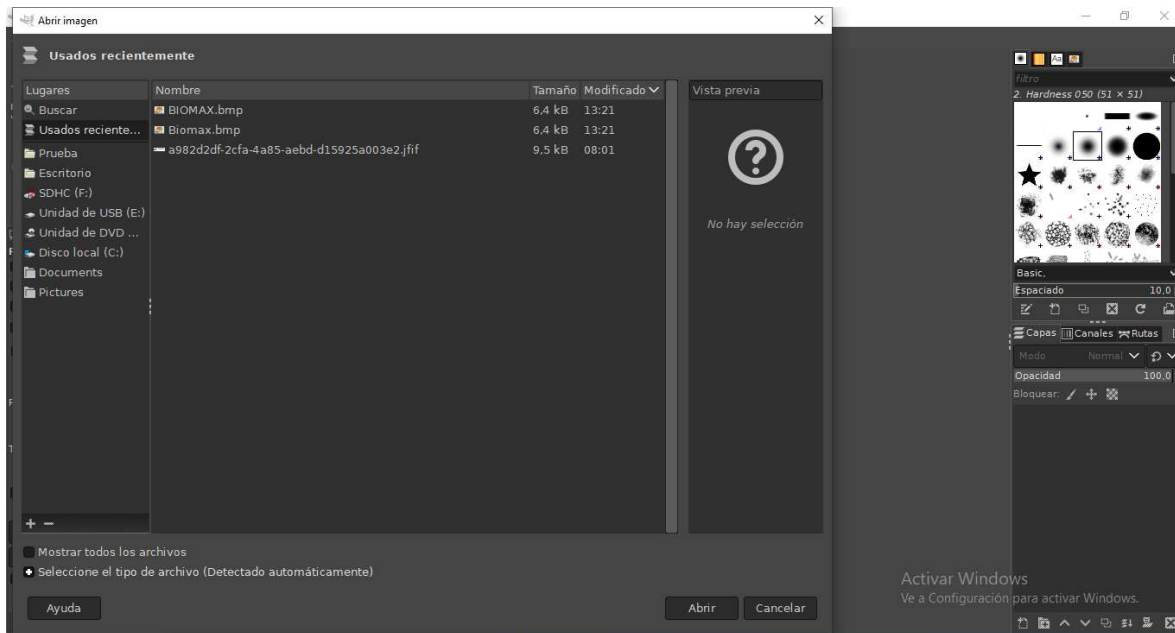 Abrir imagen
Usados recientemente
Lugares
Nombre
Tamaño
Modificado
Vista previa
Buscar
BIOMAX.bmp
6,4 kB
13:21
Usados reciente...
Biomax.bmp
6,4 kB
13:21
Prueba
a982d2df-2cfa-4a85-aebd-d15925a003e2.jfif
9,5 kB
08:01
Escritorio
SDHC (F:)
Unidad de USB (E:)
Unidad de DVD ...
Disco local (C:)
Documents
Pictures
No hay selección
Mostrar todos los archivos
Seleccione el tipo de archivo (Detectado automáticamente)
Ayuda
Abrir
Cancelar
Aa
filtro
2. Hardness 050 (51 × 51)
Basic,
Espaciado
10,0
Capas
Canales
Rutas
Modo
Normal
Opacidad
100,0
Bloquear:
Activar Windows
Ve a Configuración para activar Windows.